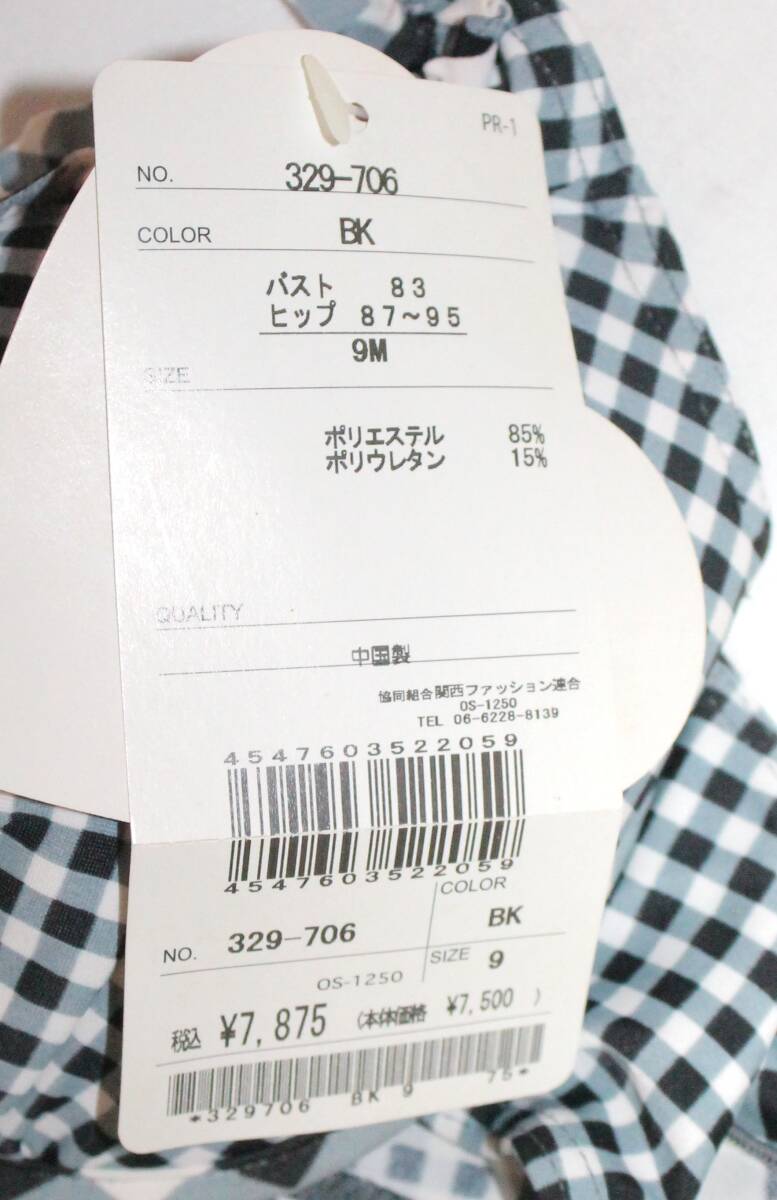 PR-1
NO. 329-706
COLOR BK
バスト 83
ヒップ 87～95
9M
SIZE
ポリエステル 85%
ポリウレタン 15%
QUALITY
中国製
協同組合関西ファッション連合
OS-1250
TEL 06-6228-8139
4547603522059
4547603522059
NO. 329-706 COLOR BK
OS-1250 SIZE 9
税込 ¥7,875 (本体価格 ¥7,500 )
*329706 BK 9 75*